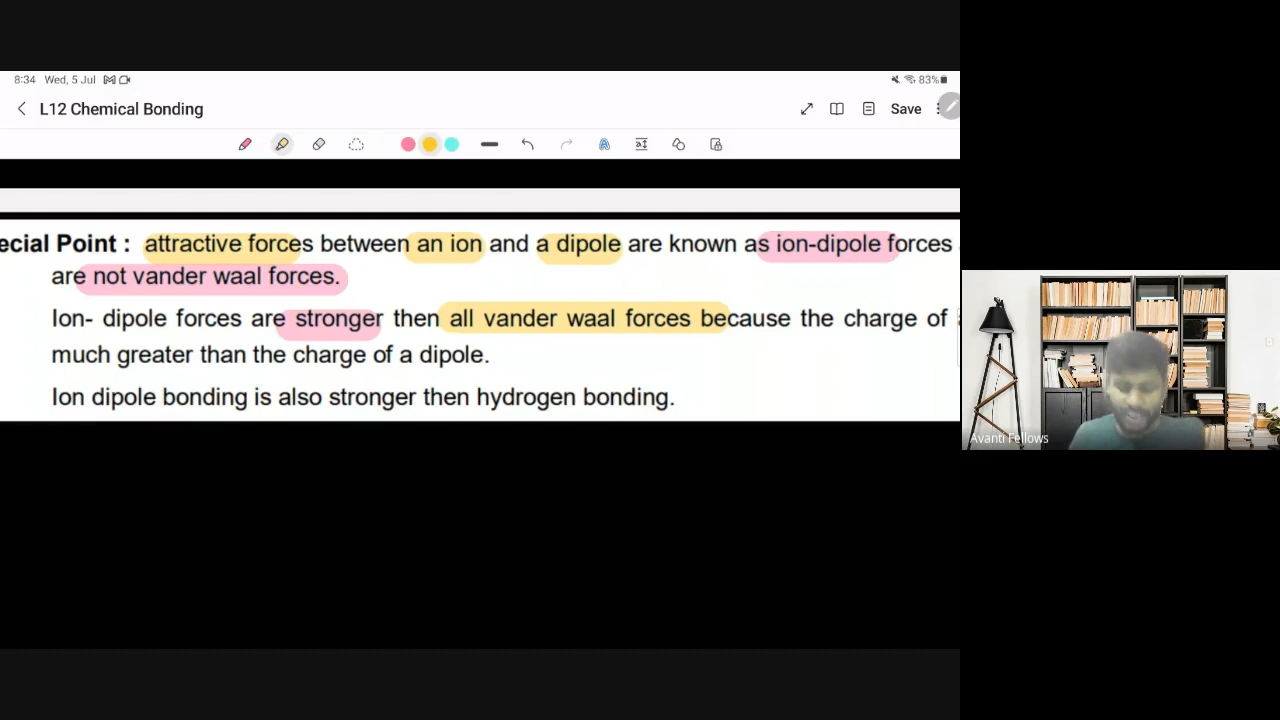 8:34 Wed, 5 Jul
83%
L12 Chemical Bonding
Save
ecial Point : attractive forces between an ion and a dipole are known as ion-dipole forces
are not vander waal forces.
Ion- dipole forces are stronger then all vander waal forces because the charge of
much greater than the charge of a dipole.
Ion dipole bonding is also stronger then hydrogen bonding.
Avanti Fellows